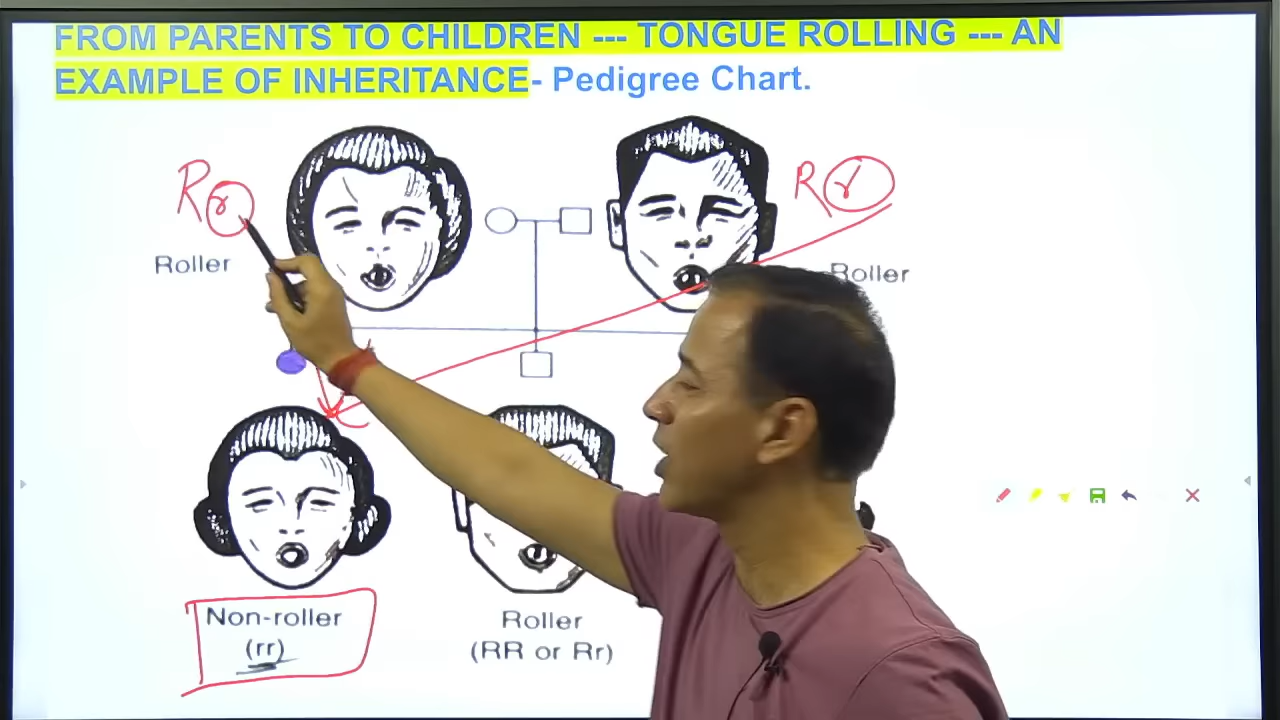 FROM PARENTS TO CHILDREN --- TONGUE ROLLING --- AN
EXAMPLE OF INHERITANCE- Pedigree Chart.
Rr
Rr
Roller
Roller
Non-roller
(rr)
Roller
(RR or Rr)